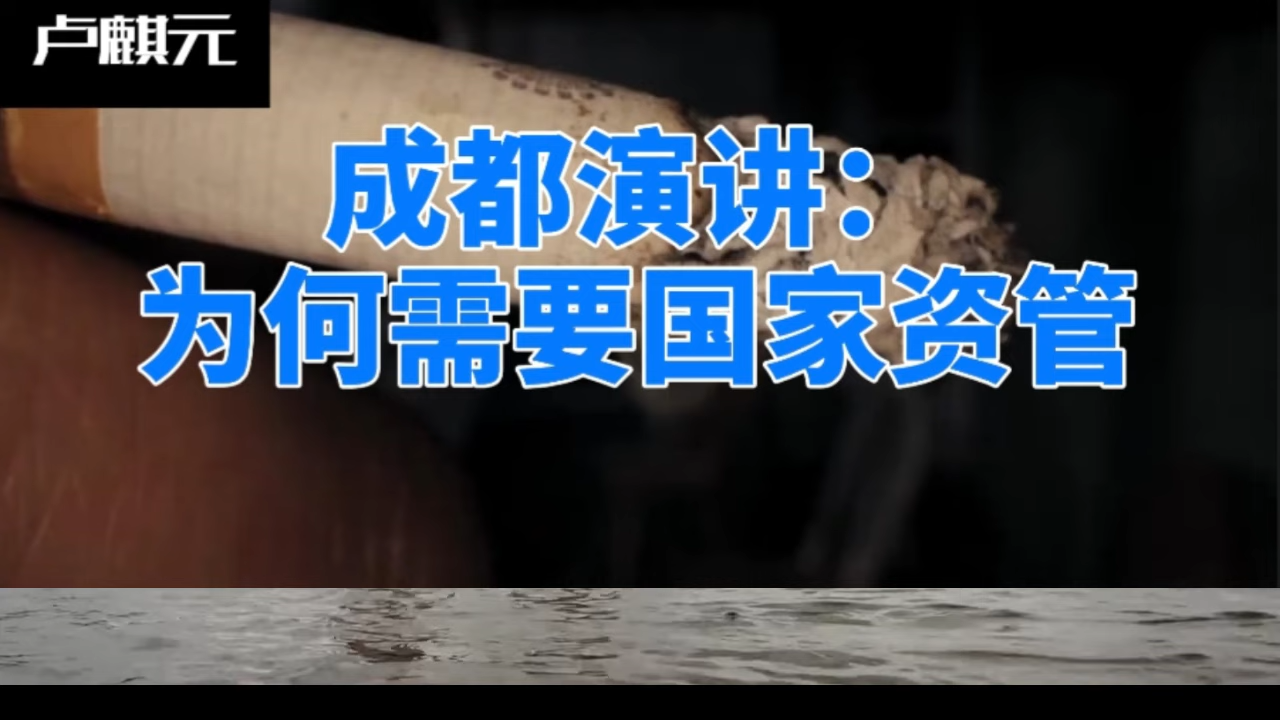 卢麒元
成都演讲：
为何需要国家资管